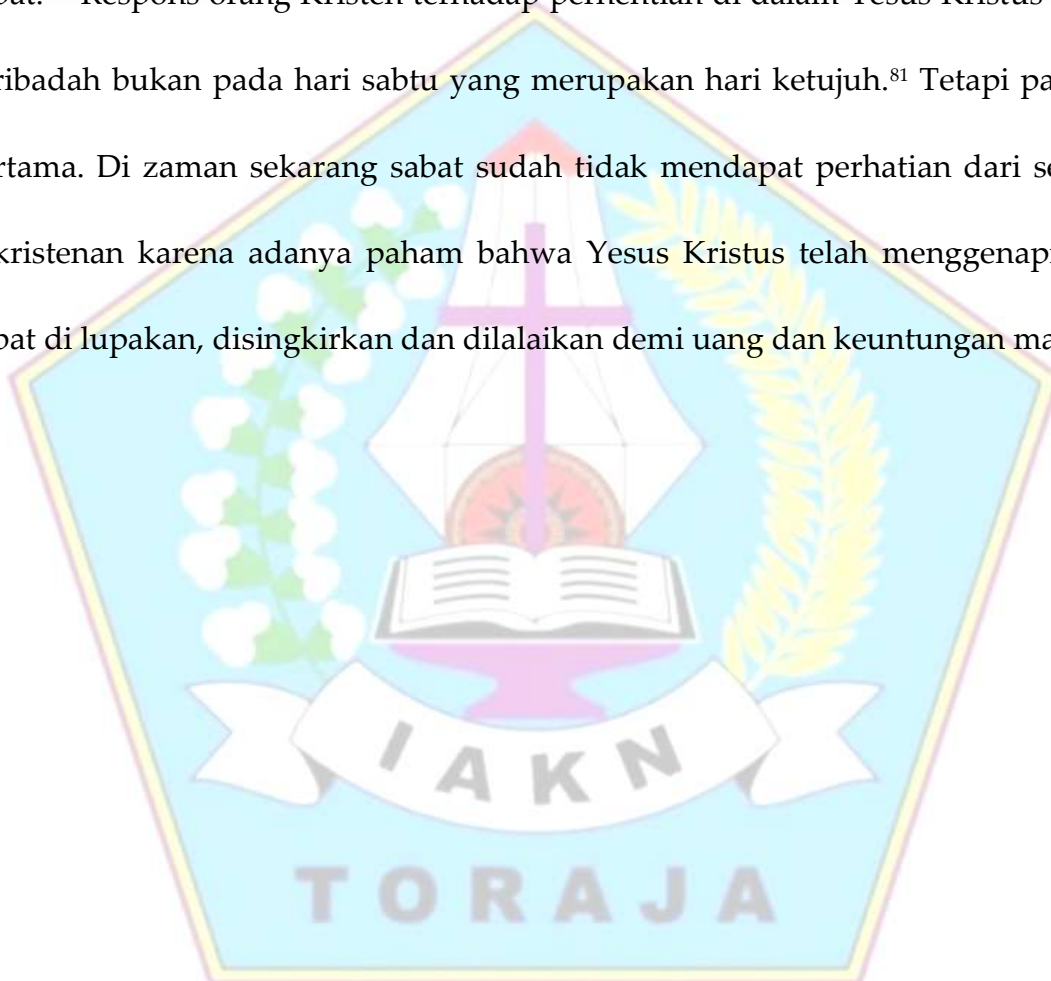 Respons orang Kristen terhadap perhentian di dalam Yesus Kristus
ribadah bukan pada hari sabtu yang merupakan hari ketujuh.⁸¹ Tetapi pa
rtama. Di zaman sekarang sabat sudah tidak mendapat perhatian dari se
kristenan karena adanya paham bahwa Yesus Kristus telah menggenapi
bat di lupakan, disingkirkan dan dilalaikan demi uang dan keuntungan ma
IAKN
TORAJA